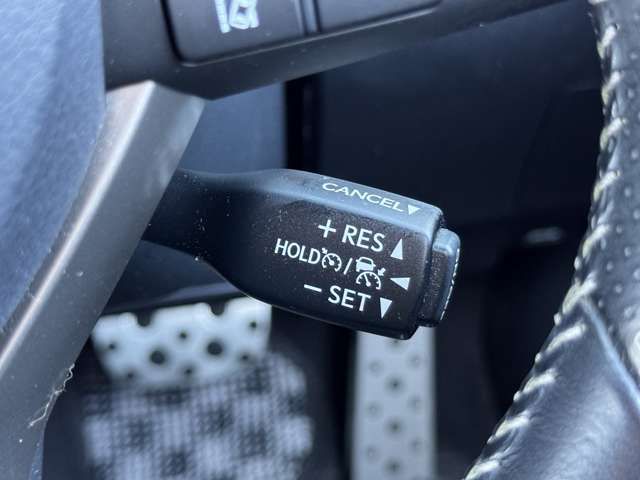 CANCEL▼
+ RES ▲
HOLD / ◀
− SET ▼